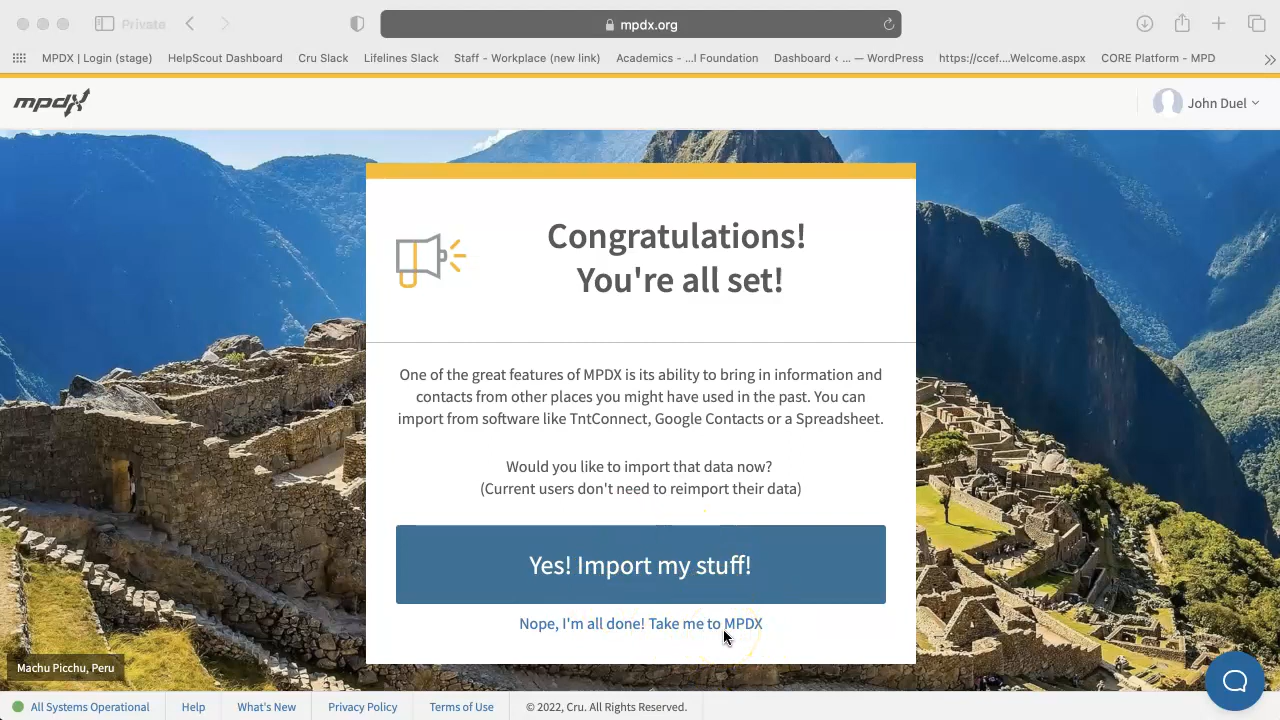 Private
mpdx.org
MPDX | Login (stage)
HelpScout Dashboard
Cru Slack
Lifelines Slack
Staff - Workplace (new link)
Academics - ...l Foundation
Dashboard ‹ ... — WordPress
https://ccef....Welcome.aspx
CORE Platform - MPD
mpdx
John Duel
Congratulations!
You're all set!
One of the great features of MPDX is its ability to bring in information and
contacts from other places you might have used in the past. You can
import from software like TntConnect, Google Contacts or a Spreadsheet.
Would you like to import that data now?
(Current users don't need to reimport their data)
Yes! Import my stuff!
Nope, I'm all done! Take me to MPDX
Machu Picchu, Peru
All Systems Operational
Help
What's New
Privacy Policy
Terms of Use
© 2022, Cru. All Rights Reserved.